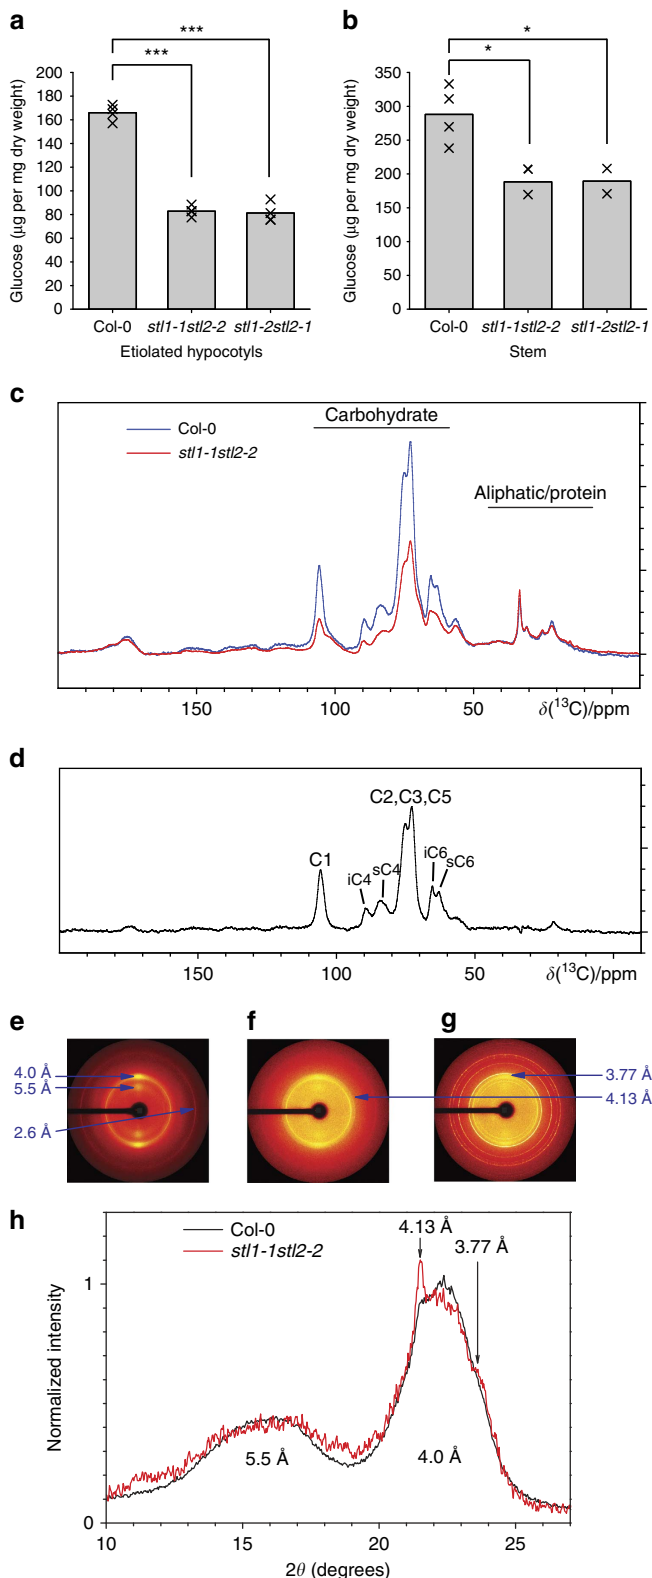 a
***
***
Glucose (µg per mg dry weight)
200
180
160
140
120
100
80
60
40
20
0
Col-0 stl1-1stl2-2 stl1-2stl2-1
Etiolated hypocotyls
b
*
*
Glucose (µg per mg dry weight)
350
300
250
200
150
100
50
0
Col-0 stl1-1stl2-2 stl1-2stl2-1
Stem
c
Col-0
stl1-1stl2-2
Carbohydrate
Aliphatic/protein
150 100 50 δ(¹³C)/ppm
d
C2,C3,C5
C1
iC4
sC4
iC6
sC6
150 100 50 δ(¹³C)/ppm
e
4.0 Å
5.5 Å
2.6 Å
f
g
3.77 Å
4.13 Å
h
Col-0
stl1-1stl2-2
4.13 Å
3.77 Å
5.5 Å
4.0 Å
Normalized intensity
1
0
10 15 20 25
2θ (degrees)